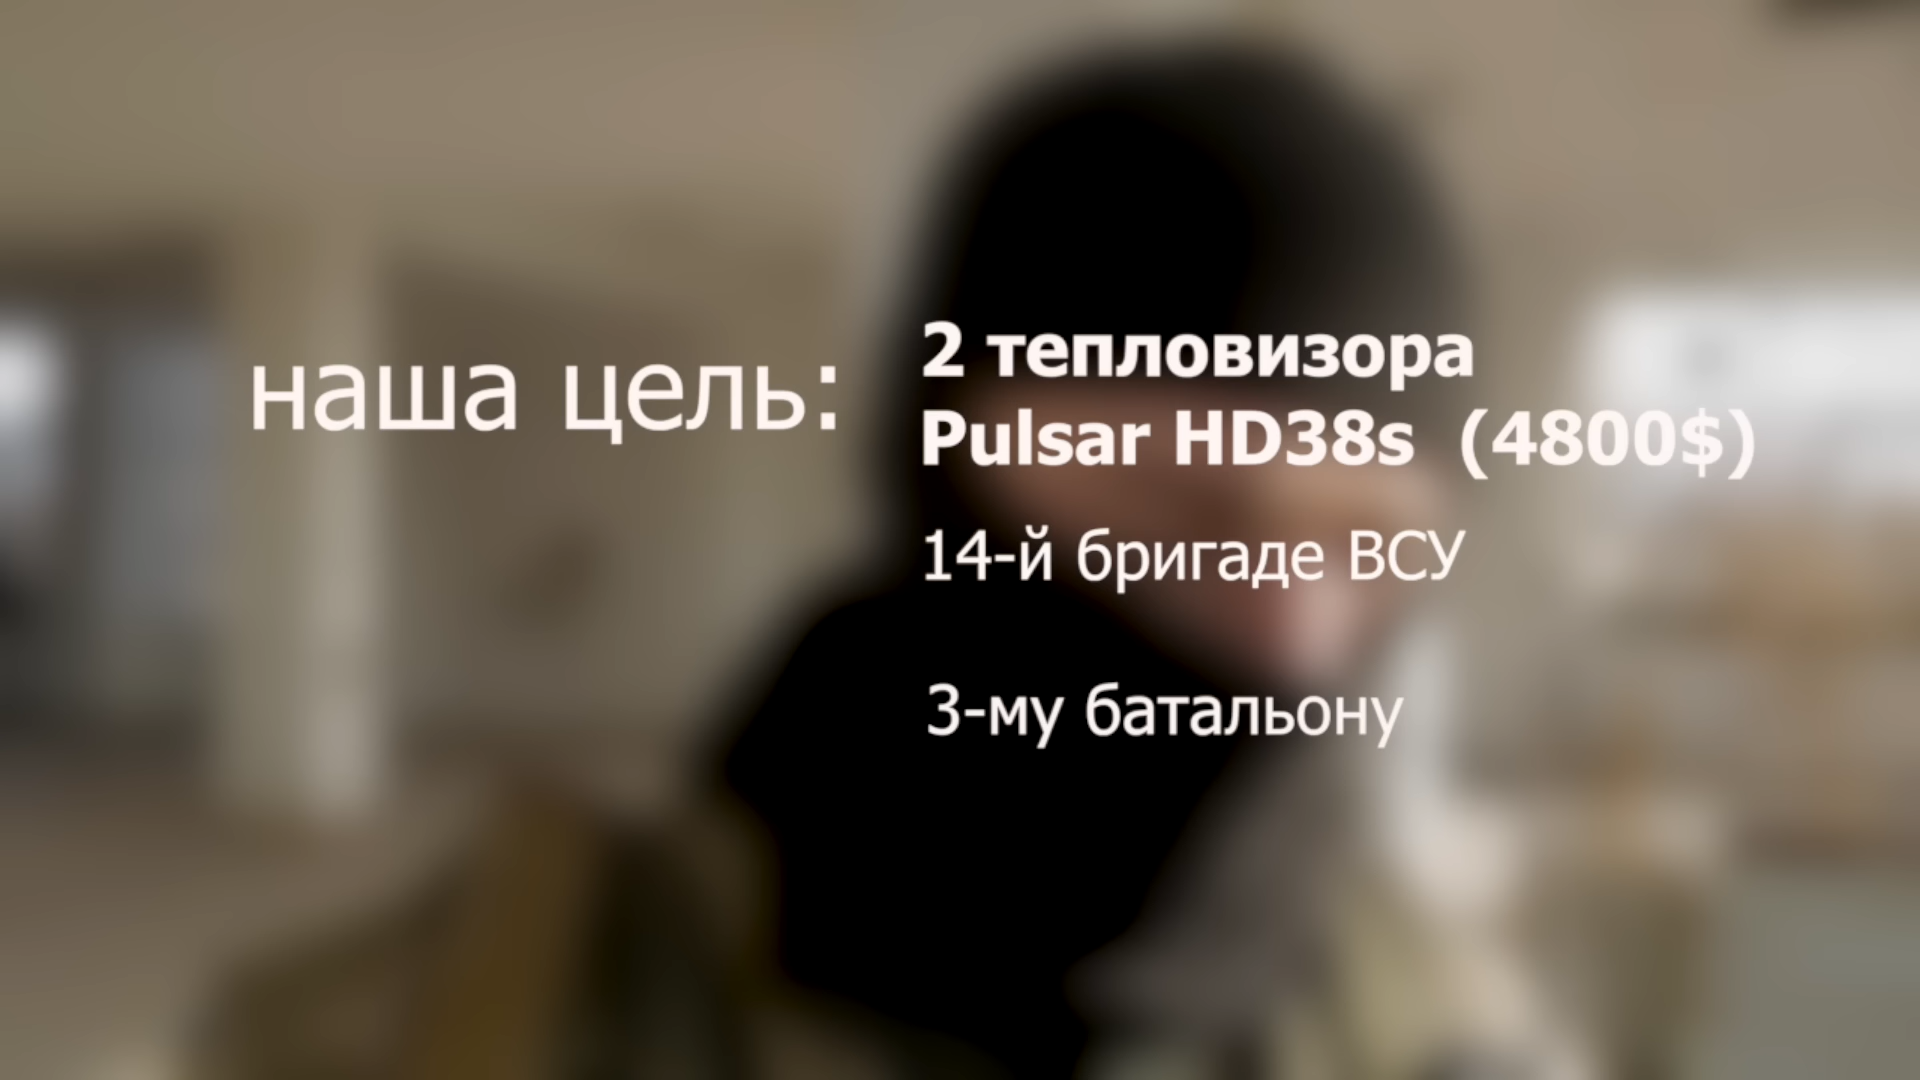 наша цель:
2 тепловизора
Pulsar HD38s (4800$)
14-й бригаде ВСУ
3-му батальону